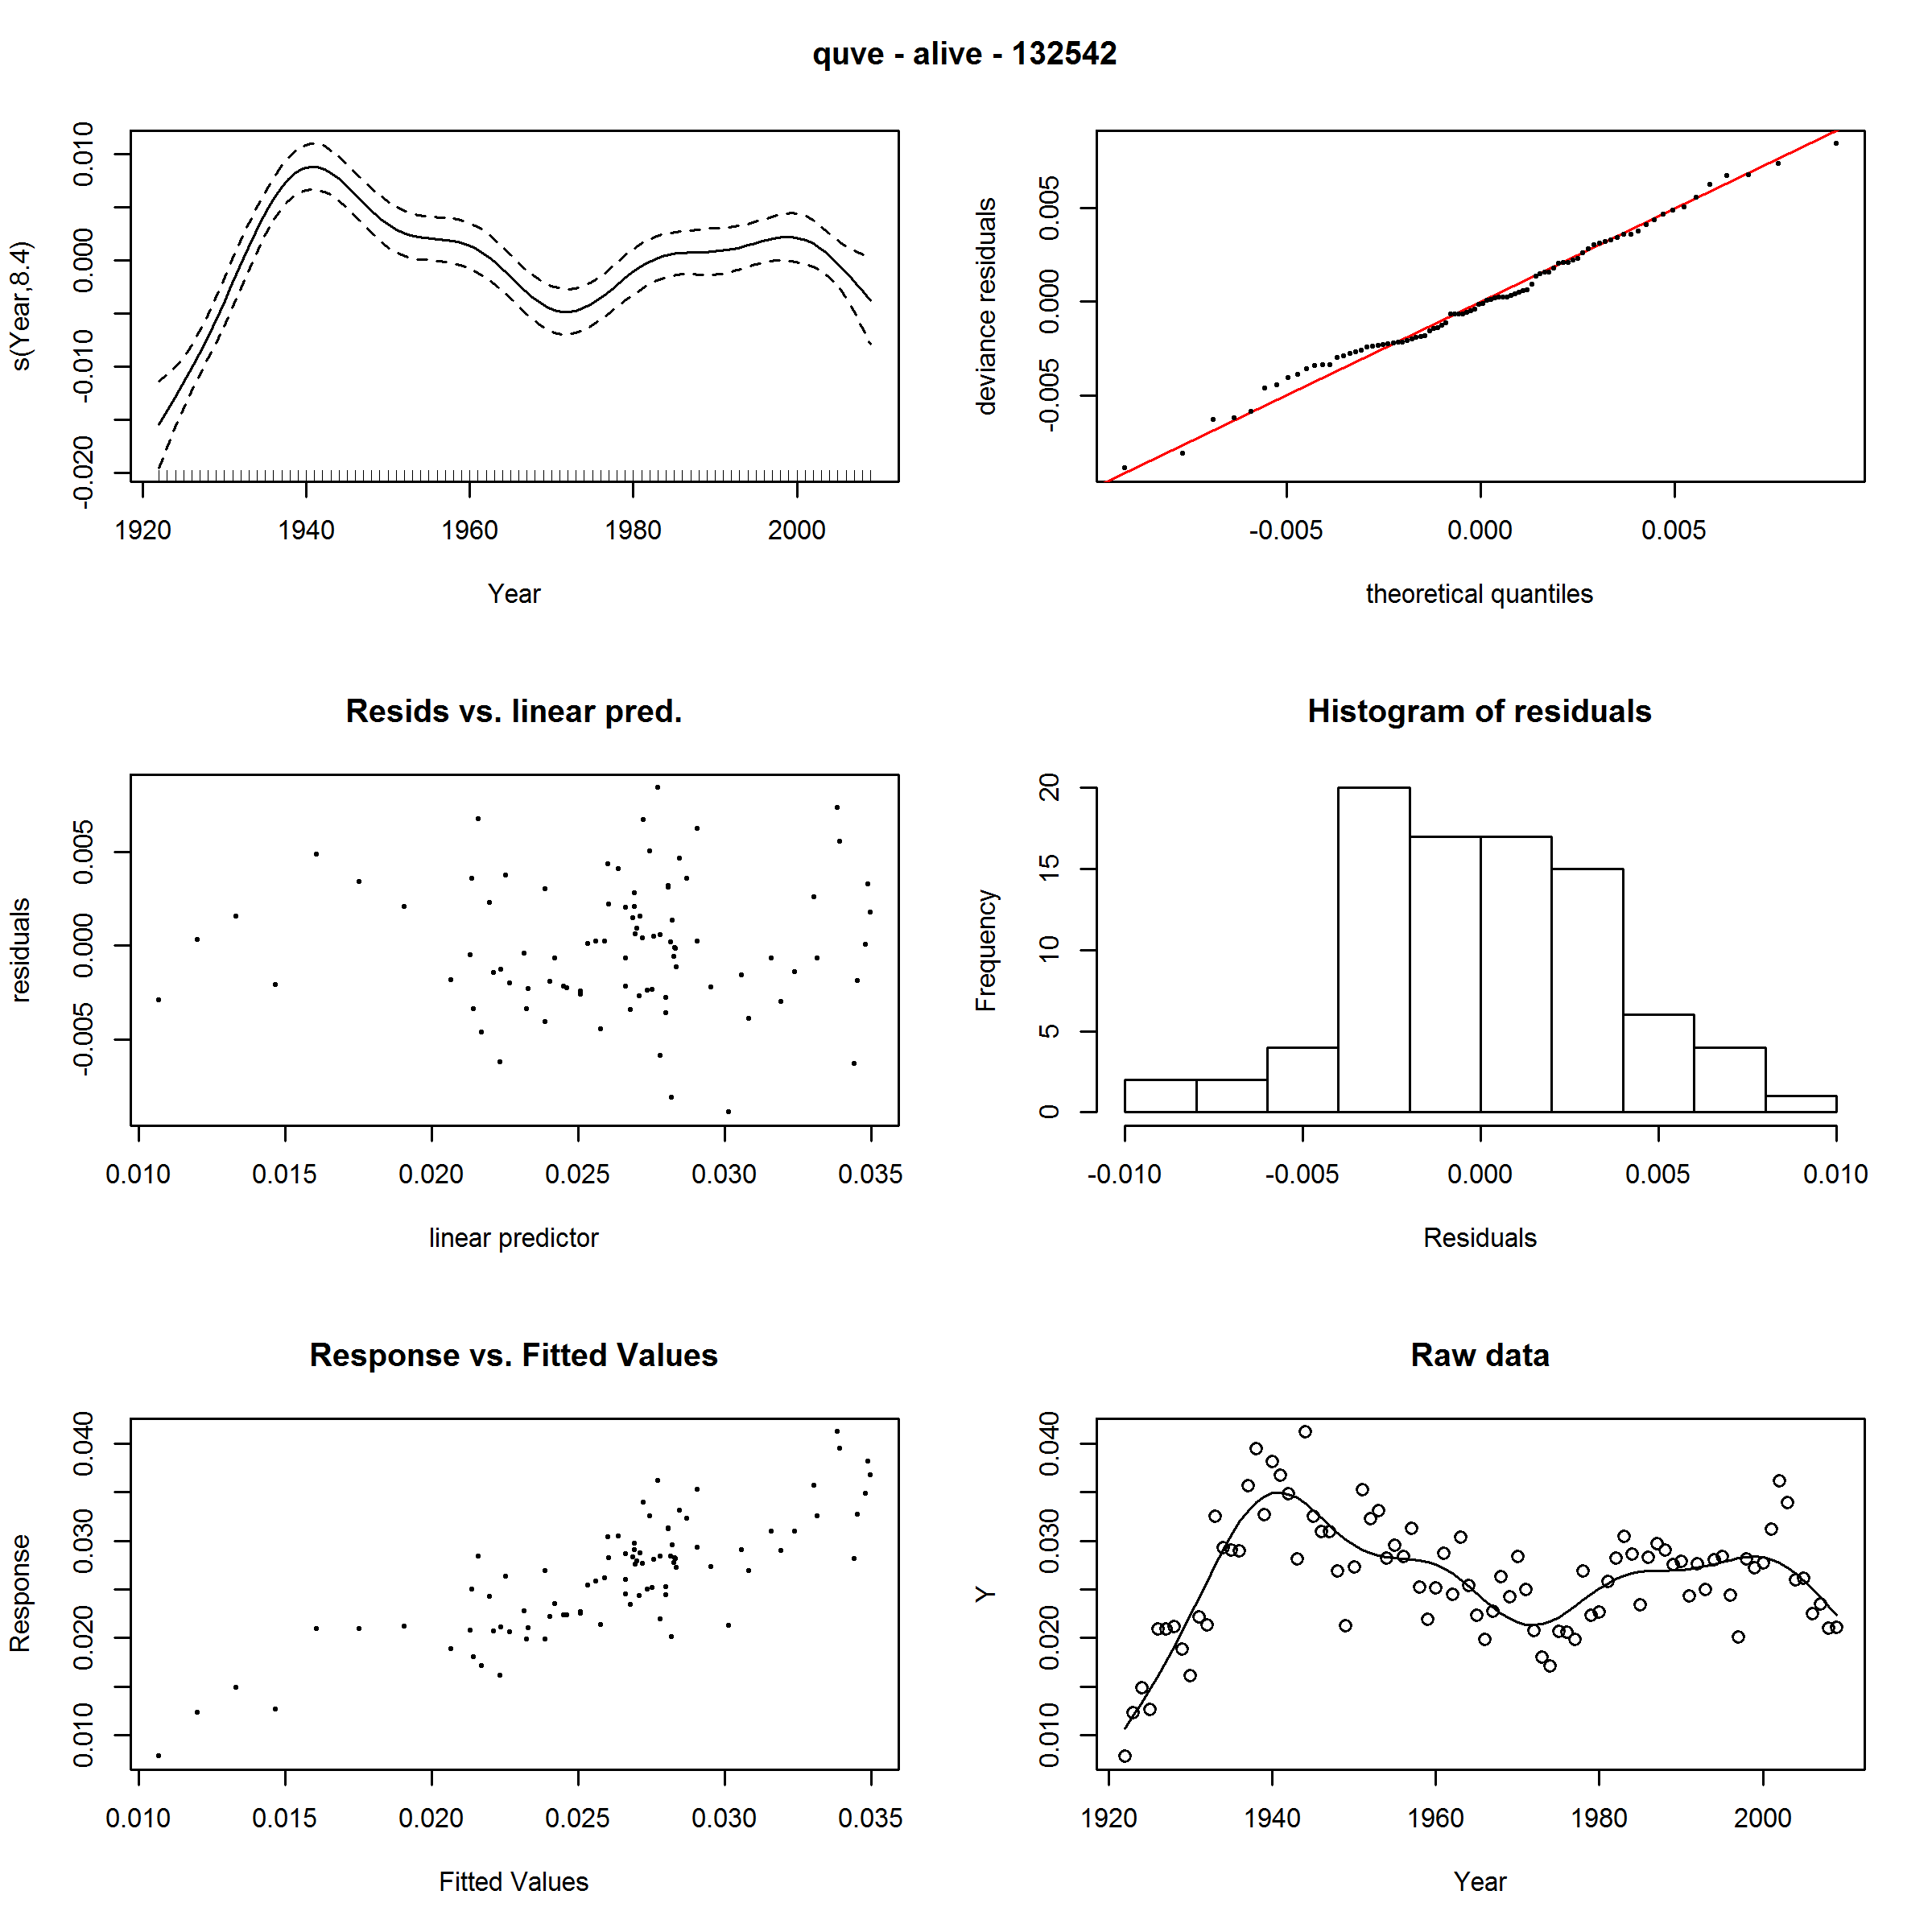 quve - alive - 132542
s(Year,8.4)
-0.020 -0.010 0.000 0.010
1920 1940 1960 1980 2000
Year
deviance residuals
-0.005 0.000 0.005
-0.005 0.000 0.005
theoretical quantiles
Resids vs. linear pred.
residuals
-0.005 0.000 0.005
0.010 0.015 0.020 0.025 0.030 0.035
linear predictor
Histogram of residuals
Frequency
0 5 10 15 20
-0.010 -0.005 0.000 0.005 0.010
Residuals
Response vs. Fitted Values
Response
0.010 0.020 0.030 0.040
0.010 0.015 0.020 0.025 0.030 0.035
Fitted Values
Raw data
Y
0.010 0.020 0.030 0.040
1920 1940 1960 1980 2000
Year